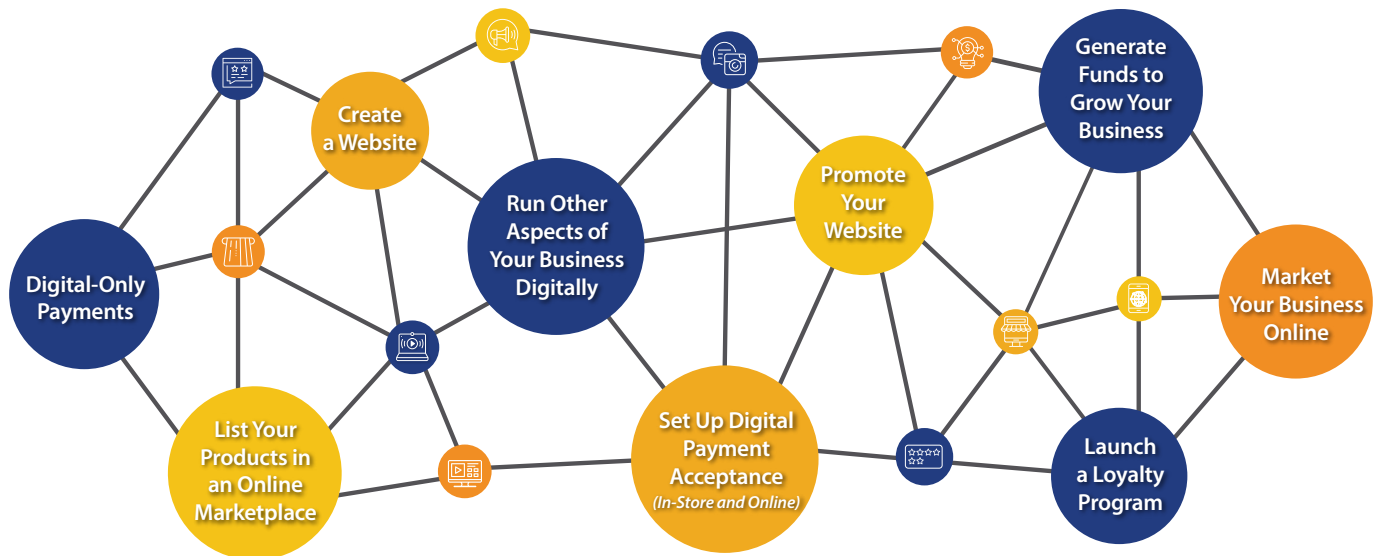 Create
a Website
Generate
Funds to
Grow Your
Business
Promote
Your
Website
Run Other
Aspects of
Your Business
Digitally
Digital-Only
Payments
Market
Your Business
Online
List Your
Products in
an Online
Marketplace
Set Up Digital
Payment
Acceptance
(In-Store and Online)
Launch
a Loyalty
Program